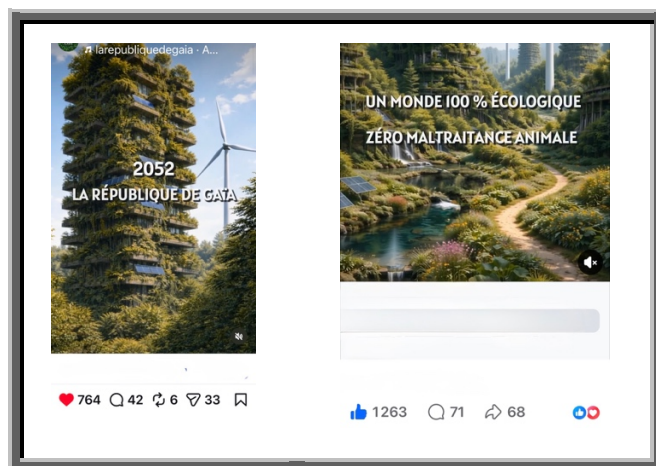 larepubliquedegaia · A...
2052
LA RÉPUBLIQUE DE GAÏA
764 42 6 33
UN MONDE 100 % ÉCOLOGIQUE
ZÉRO MALTRAITANCE ANIMALE
1263 71 68